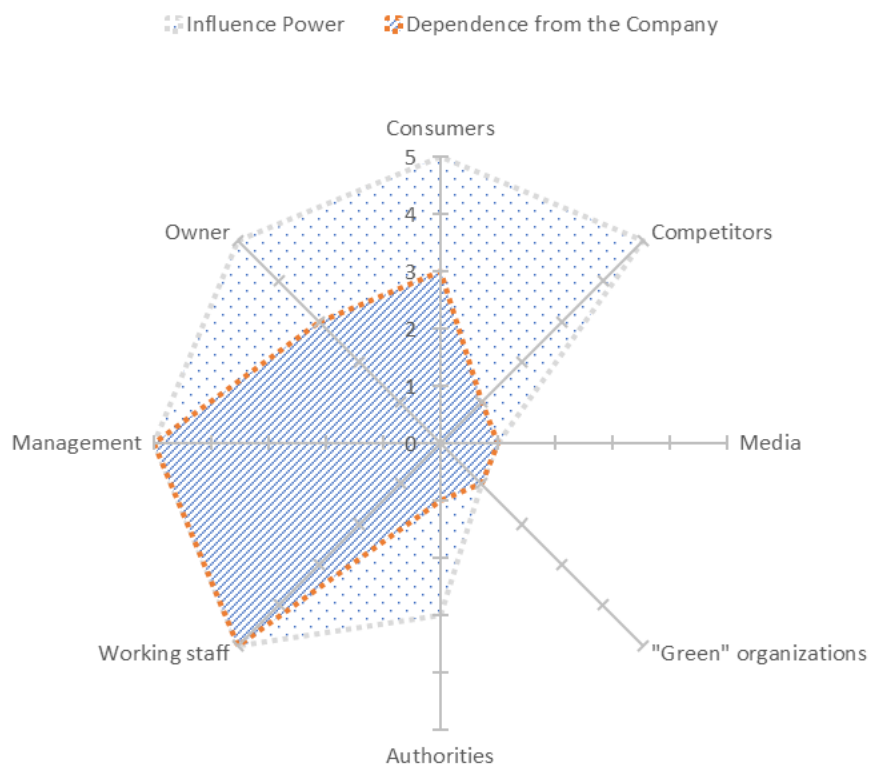 Influence Power
Dependence from the Company
Consumers
5
4
Owner
Competitors
3
2
1
Management
0
Media
Working staff
"Green" organizations
Authorities